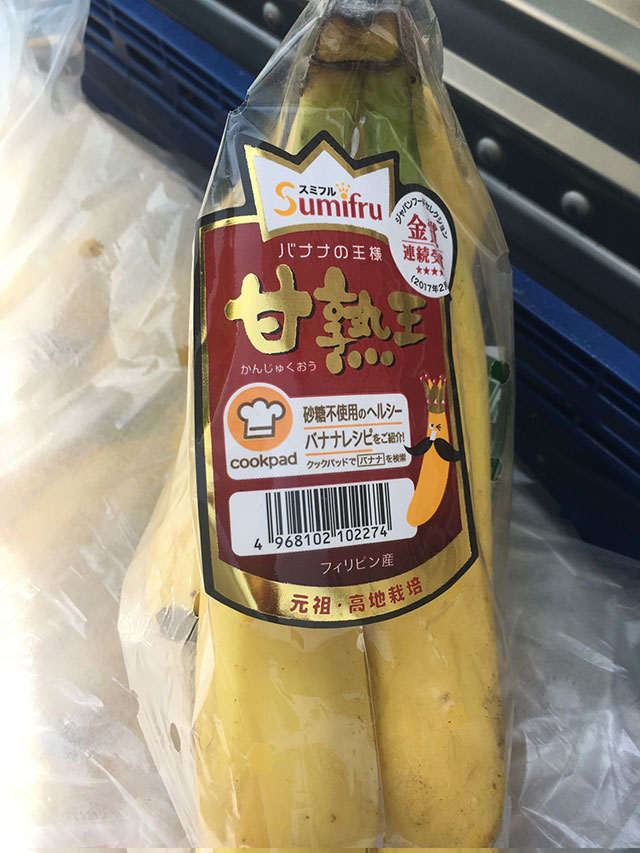 スミフル
Sumifru
ジャパンフードセレクション
金賞
連続受
★★★★
(2017年2
バナナの王様
甘熟王
かんじゅくおう
cookpad
砂糖不使用のヘルシー
バナナレシピをご紹介!
クックパッドで バナナ を検索
4 968102 102274
フィリピン産
元祖・高地栽培